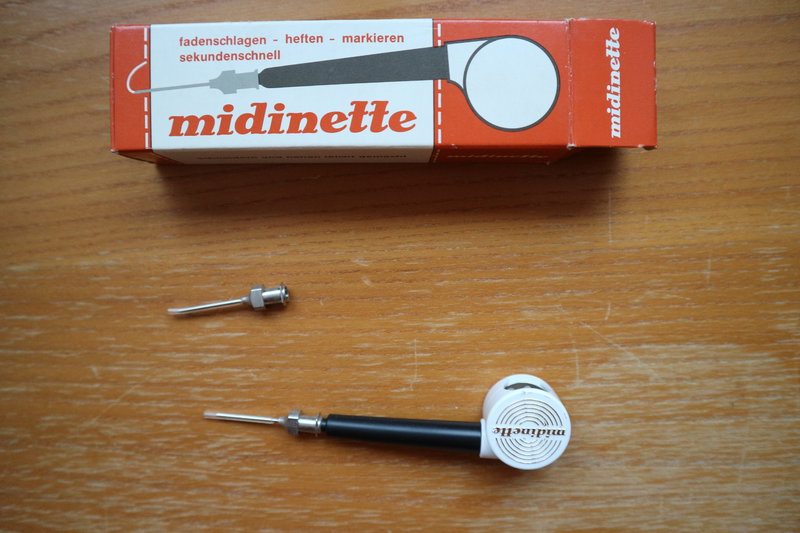 fadenschlagen - heften - markieren
sekundenschnell
midinette
midinette
midinette